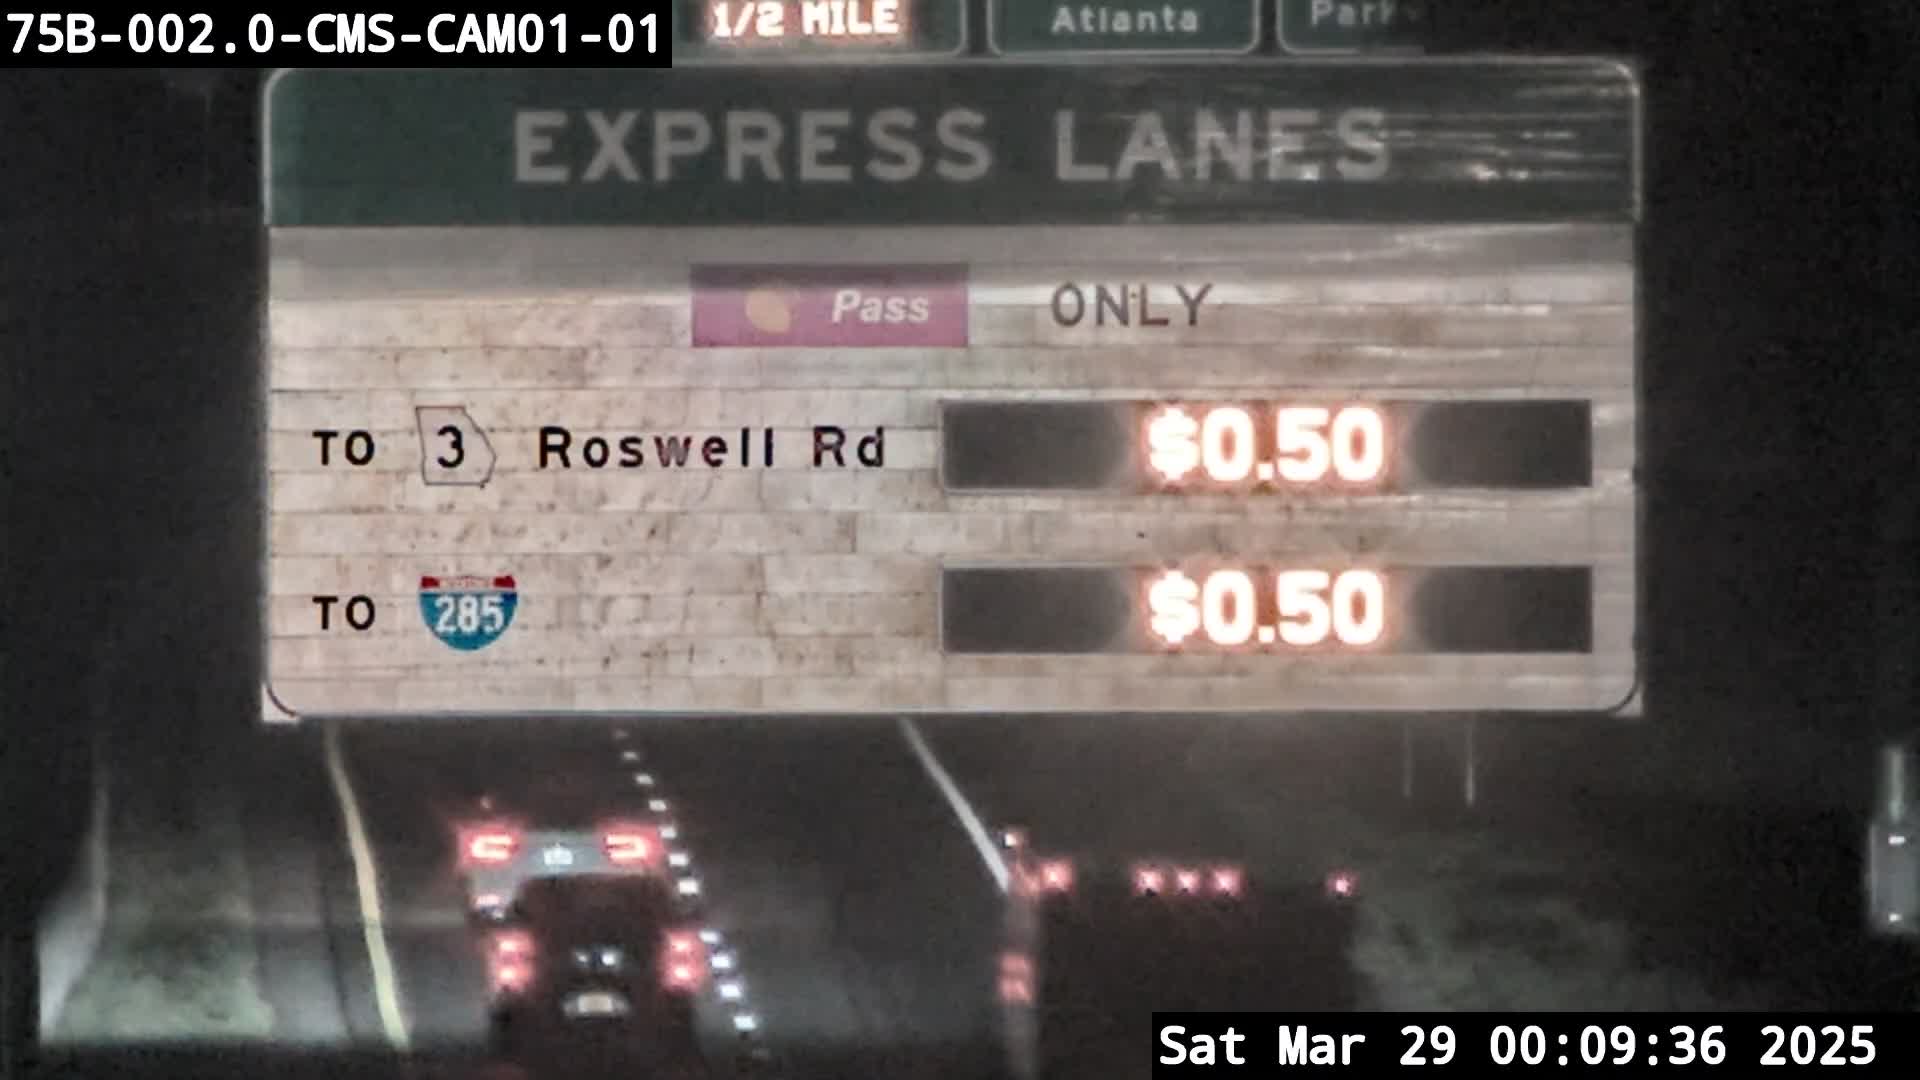 75B-002.0-CMS-CAM01-01
1/2 MILE
Atlanta
EXPRESS LANES
Pass ONLY
TO 3 Roswell Rd $0.50
TO 285 $0.50
Sat Mar 29 00:09:36 2025